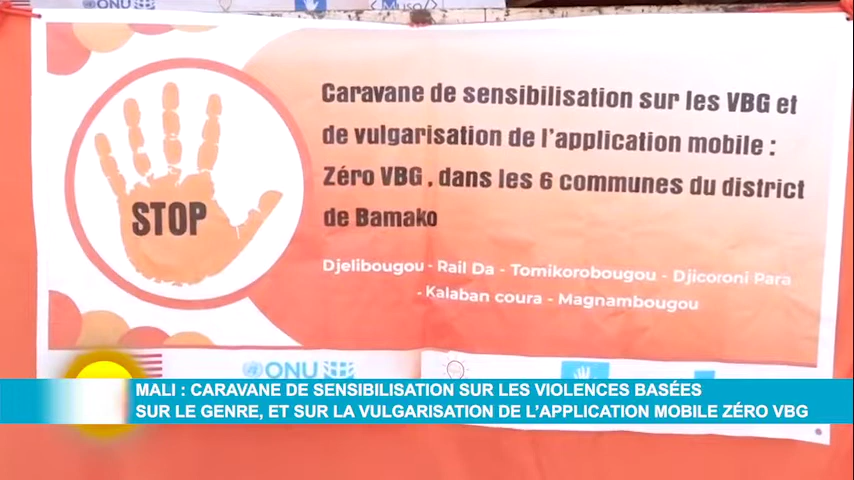 ONU
Muso
Caravane de sensibilisation sur les VBG et
de vulgarisation de l'application mobile :
Zéro VBG , dans les 6 communes du district
de Bamako
STOP
Djelibougou - Rail Da - Tomikorobougou - Djicoroni Para
- Kalaban coura - Magnambougou
ONU
MALI : CARAVANE DE SENSIBILISATION SUR LES VIOLENCES BASÉES
SUR LE GENRE, ET SUR LA VULGARISATION DE L'APPLICATION MOBILE ZÉRO VBG